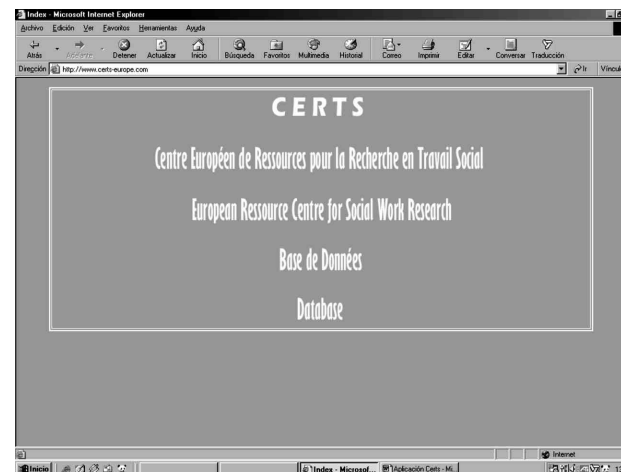 Index - Microsoft Internet Explorer
Archivo Edición Ver Favoritos Herramientas Ayuda
Atrás Adelante Detener Actualizar Inicio Búsqueda Favoritos Multimedia Historial Correo Imprimir Editar Conversar Traducción
Dirección http://www.certs-europe.com Ir
CERTS
Centre Européen de Ressources pour la Recherche en Travail Social
European Ressource Centre for Social Work Research
Base de Données
Database
Internet
Inicio Index - Microsof... Aplicación Certs - Mi...